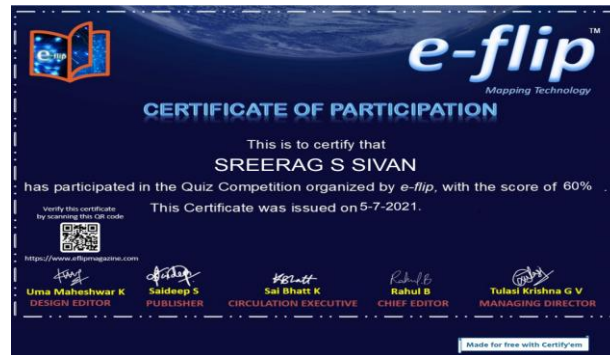 e-flip
e-flip™
Mapping Technology
CERTIFICATE OF PARTICIPATION
This is to certify that
SREERAG S SIVAN
has participated in the Quiz Competition organized by e-flip, with the score of 60%
This Certificate was issued on 5-7-2021.
Verify this certificate
by scanning this QR code
https://www.eflipmagazine.com
Uma Maheshwar K
DESIGN EDITOR
Saideep S
PUBLISHER
Sai Bhatt K
CIRCULATION EXECUTIVE
Rahul B
CHIEF EDITOR
Tulasi Krishna G V
MANAGING DIRECTOR
Made for free with Certify'em